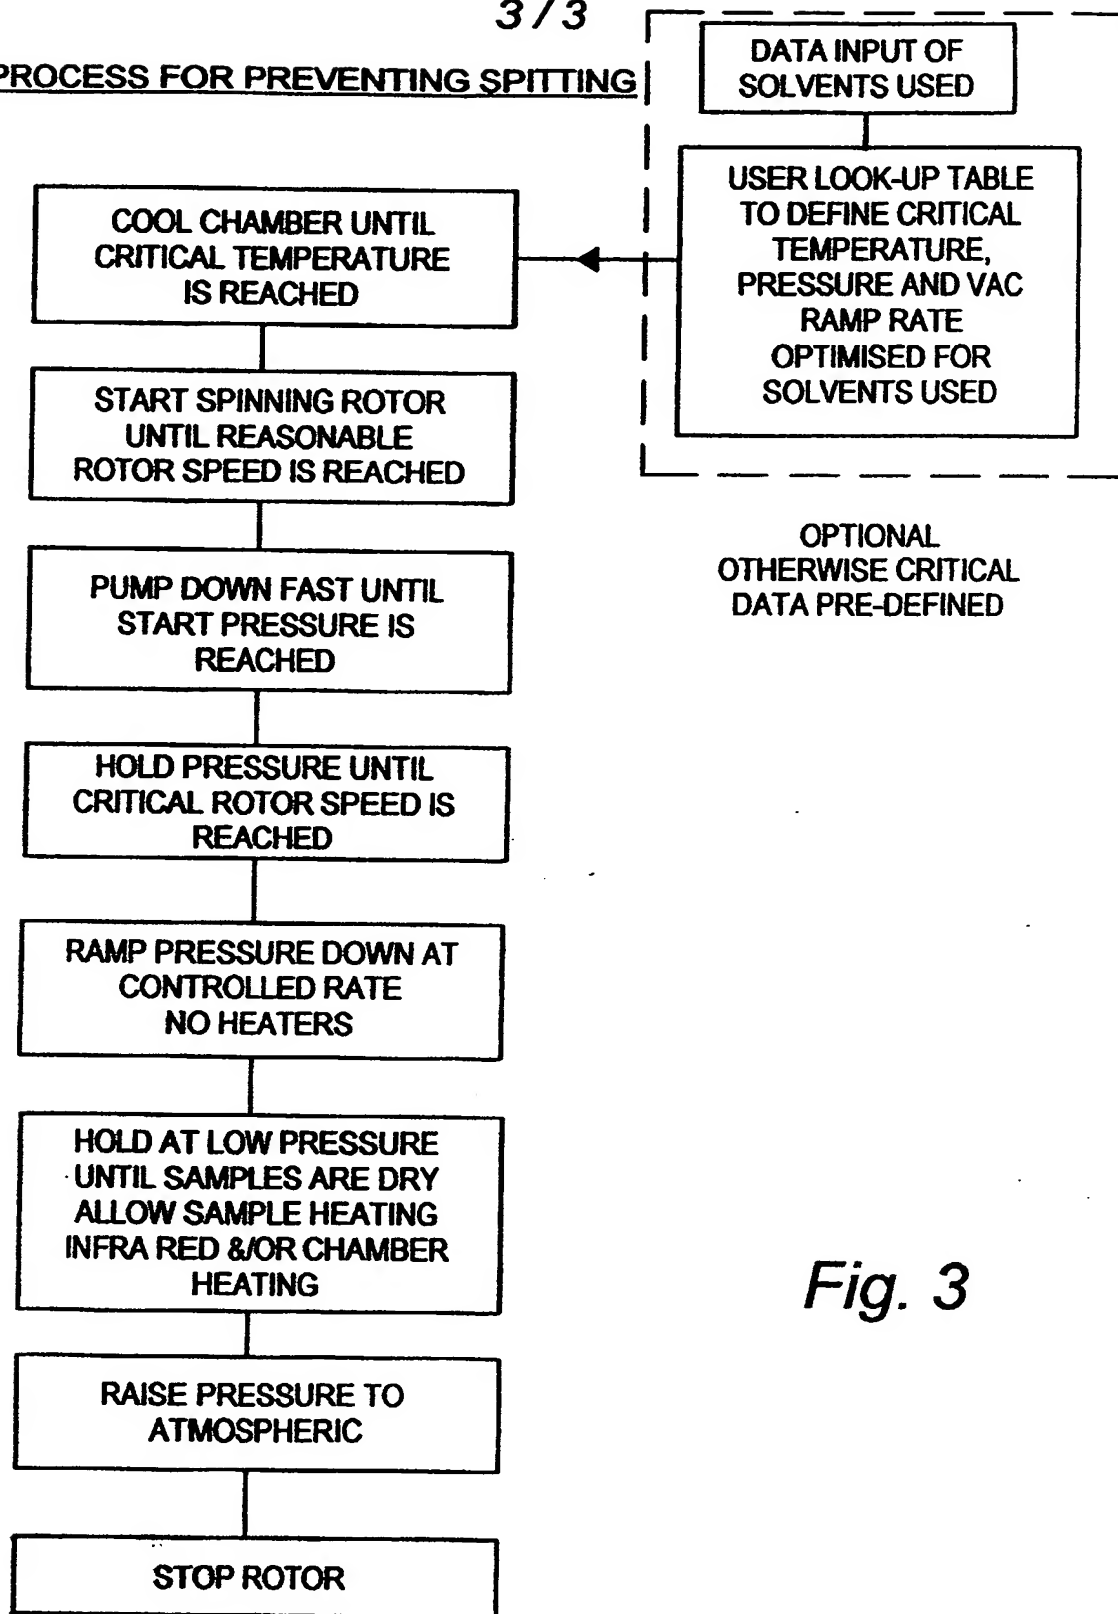 3/3
PROCESS FOR PREVENTING SPITTING
DATA INPUT OF
SOLVENTS USED
USER LOOK-UP TABLE
TO DEFINE CRITICAL
TEMPERATURE,
PRESSURE AND VAC
RAMP RATE
OPTIMISED FOR
SOLVENTS USED
OPTIONAL
OTHERWISE CRITICAL
DATA PRE-DEFINED
COOL CHAMBER UNTIL
CRITICAL TEMPERATURE
IS REACHED
START SPINNING ROTOR
UNTIL REASONABLE
ROTOR SPEED IS REACHED
PUMP DOWN FAST UNTIL
START PRESSURE IS
REACHED
HOLD PRESSURE UNTIL
CRITICAL ROTOR SPEED IS
REACHED
RAMP PRESSURE DOWN AT
CONTROLLED RATE
NO HEATERS
HOLD AT LOW PRESSURE
UNTIL SAMPLES ARE DRY
ALLOW SAMPLE HEATING
INFRA RED &/OR CHAMBER
HEATING
RAISE PRESSURE TO
ATMOSPHERIC
STOP ROTOR
Fig. 3